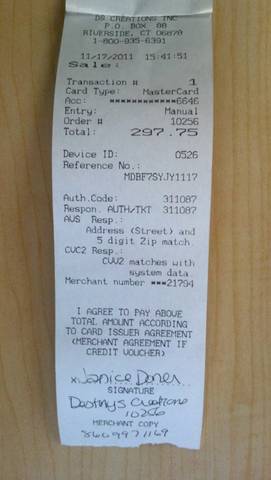 DS CREATIONS INC
P.O. BOX 88
RIVERSIDE, CT 06878
1-800-935-6391
11/17/2011 15:41:51
Sale:
Transaction # 1
Card Type: MasterCard
Acc: ************6646
Entry: Manual
Order # 10256
Total: 297.75
Device ID: 0526
Reference No.:
MDBF7SYJY1117
Auth.Code: 311087
Respon. AUTH/TKT 311087
AVS Resp.:
Address (Street) and
5 digit Zip match.
CVC2 Resp.:
CVV2 matches with
system data.
Merchant number ***21794
I AGREE TO PAY ABOVE
TOTAL AMOUNT ACCORDING
TO CARD ISSUER AGREEMENT
(MERCHANT AGREEMENT IF
CREDIT VOUCHER)
x Janice
SIGNATURE
Creations
10256
MERCHANT COPY
8609971169